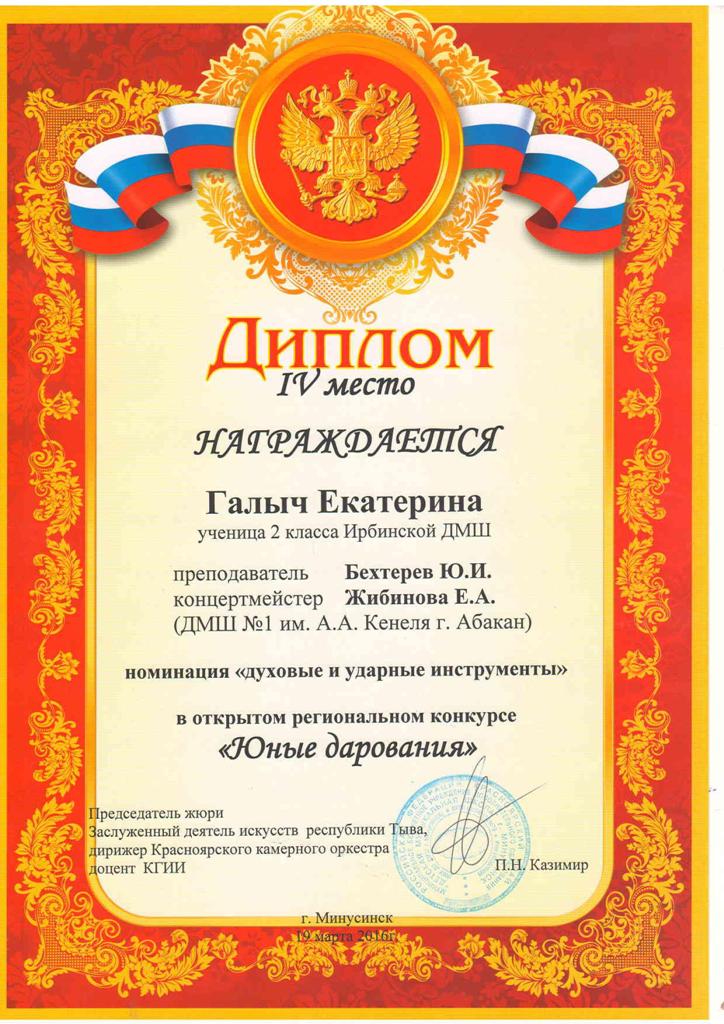 Диплом
IV место
НАГРАЖДАЕТСЯ
Галыч Екатерина
ученица 2 класса Ирбинской ДМШ
преподаватель Бехтерев Ю.И.
концертмейстер Жибинова Е.А.
(ДМШ №1 им. А.А. Кенеля г. Абакан)
номинация «духовые и ударные инструменты»
в открытом региональном конкурсе
«Юные дарования»
Председатель жюри
Заслуженный деятель искусств республики Тыва,
дирижер Красноярского камерного оркестра
доцент КГИИ П.Н. Казимир
г. Минусинск
19 марта 2016г.